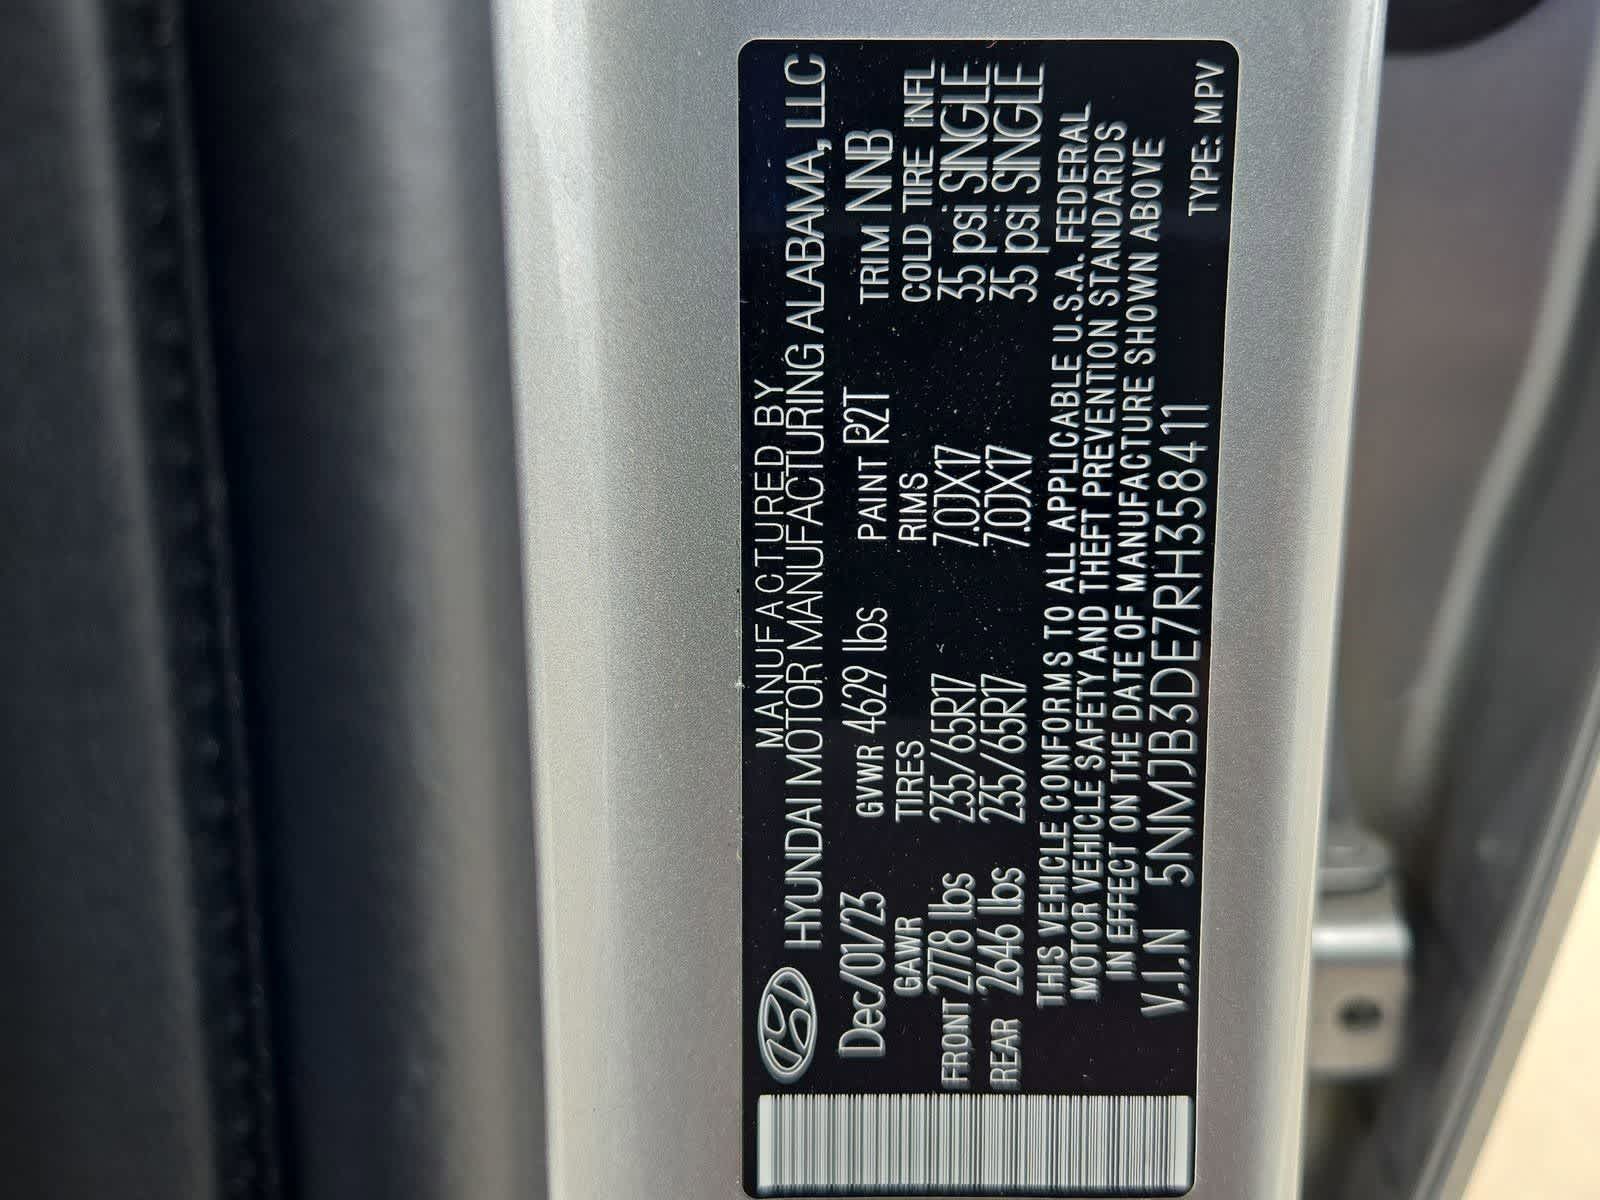 MANUFACTURED BY
HYUNDAI MOTOR MANUFACTURING ALABAMA, LLC
Dec/01/23 GVWR 4629 lbs PAINT R2T TRIM NNB
GAWR TIRES RIMS COLD TIRE INFL
FRONT 2778 lbs 235/65R17 7.0JX17 35 psi SINGLE
REAR 2646 lbs 235/65R17 7.0JX17 35 psi SINGLE
THIS VEHICLE CONFORMS TO ALL APPLICABLE U.S.A. FEDERAL
MOTOR VEHICLE SAFETY AND THEFT PREVENTION STANDARDS
IN EFFECT ON THE DATE OF MANUFACTURE SHOWN ABOVE
V.I.N 5NMJB3DE7RH358411 TYPE: MPV